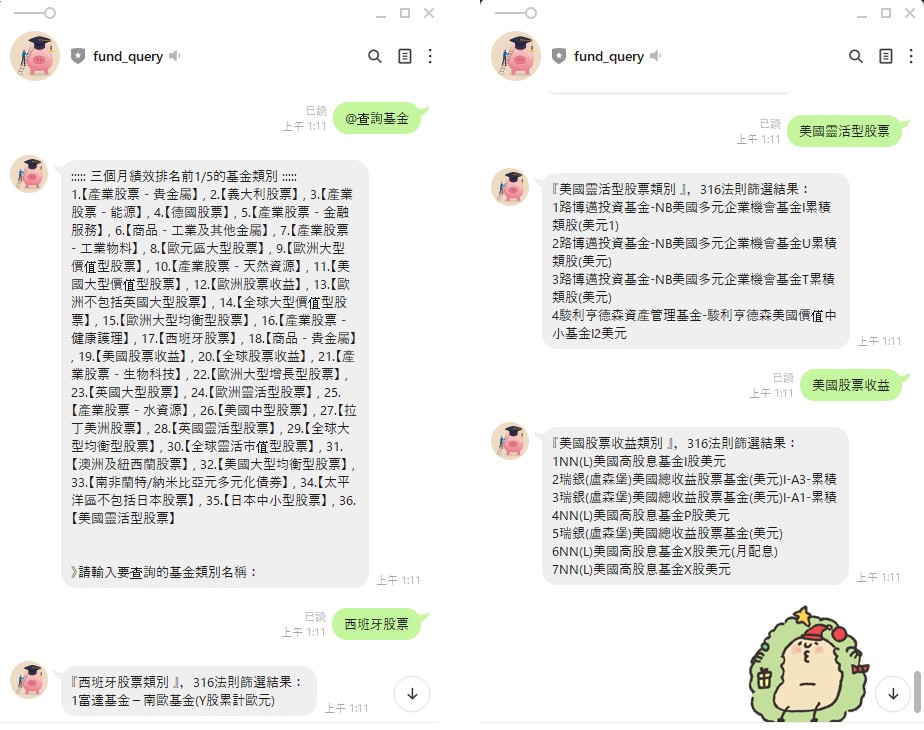 fund_query
已讀
上午 1:11
@查詢基金
::::: 三個月績效排名前1/5的基金類別 :::::
1.【產業股票 - 貴金屬】, 2.【義大利股票】, 3.【產業
股票 - 能源】, 4.【德國股票】, 5.【產業股票 - 金融
服務】, 6.【商品 - 工業及其他金屬】, 7.【產業股票
- 工業物料】, 8.【歐元區大型股票】, 9.【歐洲大型
價值型股票】, 10.【產業股票 - 天然資源】, 11.【美
國大型價值型股票】, 12.【歐洲股票收益】, 13.【歐
洲不包括英國大型股票】, 14.【全球大型價值型股
票】, 15.【歐洲大型均衡型股票】, 16.【產業股票 -
健康護理】, 17.【西班牙股票】, 18.【商品 - 貴金屬】
, 19.【美國股票收益】, 20.【全球股票收益】, 21.【產
業股票 - 生物科技】, 22.【歐洲大型增長型股票】,
23.【英國大型股票】, 24.【歐洲靈活型股票】, 25.
【產業股票 - 水資源】, 26.【美國中型股票】, 27.【拉
丁美洲股票】, 28.【英國靈活型股票】, 29.【全球大
型均衡型股票】, 30.【全球靈活市值型股票】, 31.
【澳洲及紐西蘭股票】, 32.【美國大型均衡型股票】,
33.【南非蘭特/納米比亞元多元化債券】, 34.【太平
洋區不包括日本股票】, 35.【日本中小型股票】, 36.
【美國靈活型股票】
》請輸入要查詢的基金類別名稱：
上午 1:11
已讀
上午 1:11
西班牙股票
『西班牙股票類別 』，316法則篩選結果：
1富達基金－南歐基金(Y股累計歐元)
上午 1:11
fund_query
已讀
上午 1:11
美國靈活型股票
『美國靈活型股票類別 』，316法則篩選結果：
1路博邁投資基金-NB美國多元企業機會基金I累積
類股(美元1)
2路博邁投資基金-NB美國多元企業機會基金U累積
類股(美元)
3路博邁投資基金-NB美國多元企業機會基金T累積
類股(美元)
4駿利亨德森資產管理基金-駿利亨德森美國價值中
小基金I2美元
上午 1:11
已讀
上午 1:11
美國股票收益
『美國股票收益類別 』，316法則篩選結果：
1NN(L)美國高股息基金I股美元
2瑞銀(盧森堡)美國總收益股票基金(美元)I-A3-累積
3瑞銀(盧森堡)美國總收益股票基金(美元)I-A1-累積
4NN(L)美國高股息基金P股美元
5瑞銀(盧森堡)美國總收益股票基金(美元)
6NN(L)美國高股息基金X股美元(月配息)
7NN(L)美國高股息基金X股美元
上午 1:11